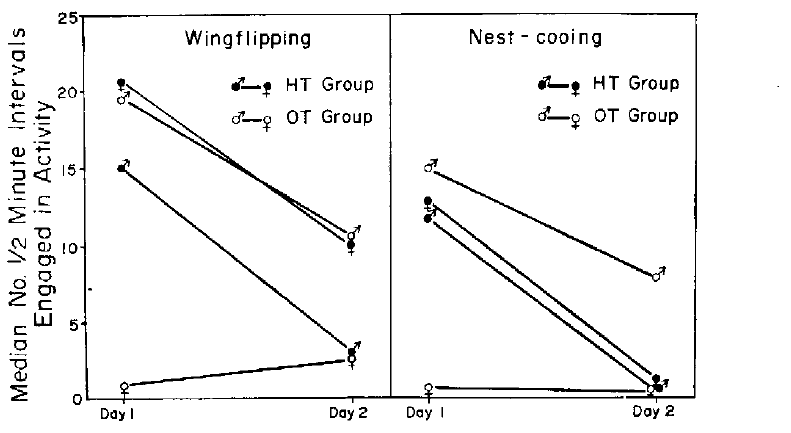 Median No. 1/2 Minute Intervals
Engaged in Activity
25
20
15
10
5
0
Wingflipping
♂—♀ HT Group
♂—♀ OT Group
Day 1
Day 2
Nest-cooing
♂—♀ HT Group
♂—♀ OT Group
Day 1
Day 2